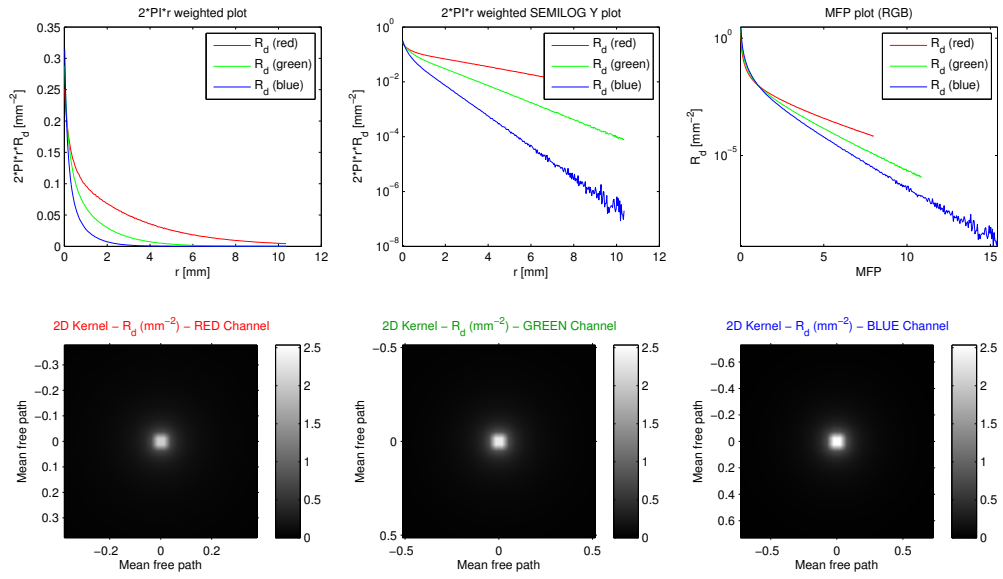 2*PI*r weighted plot
2*PI*r*R_d [mm^−2]
0.35
0.3
0.25
0.2
0.15
0.1
0.05
0
0 2 4 6 8 10 12
r [mm]
R_d (red)
R_d (green)
R_d (blue)
2*PI*r weighted SEMILOG Y plot
2*PI*r*R_d [mm^−2]
10^0
10^−2
10^−4
10^−6
10^−8
0 2 4 6 8 10 12
r [mm]
R_d (red)
R_d (green)
R_d (blue)
MFP plot (RGB)
R_d [mm^−2]
10^0
10^−5
0 5 10 15
MFP
R_d (red)
R_d (green)
R_d (blue)
2D Kernel − R_d (mm^−2) − RED Channel
Mean free path
−0.3
−0.2
−0.1
0
0.1
0.2
0.3
−0.2 0 0.2
Mean free path
2.5
2
1.5
1
0.5
0
2D Kernel − R_d (mm^−2) − GREEN Channel
Mean free path
−0.5
0
0.5
−0.5 0 0.5
Mean free path
2.5
2
1.5
1
0.5
0
2D Kernel − R_d (mm^−2) − BLUE Channel
Mean free path
−0.6
−0.4
−0.2
0
0.2
0.4
0.6
−0.5 0 0.5
Mean free path
2.5
2
1.5
1
0.5
0